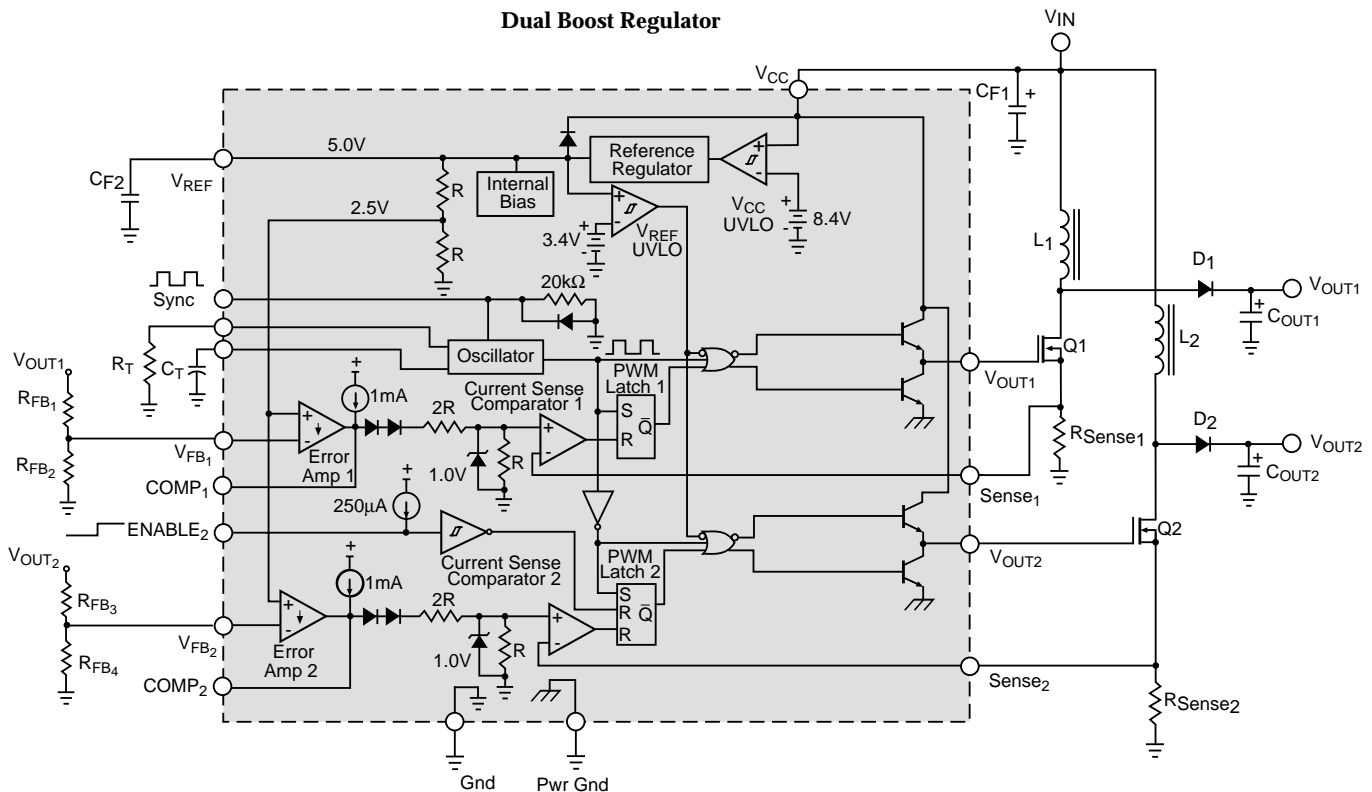 Dual Boost Regulator
VIN
VCC
CF1
+
5.0V
Reference
Regulator
+
-
CF2
VREF
Internal
Bias
R
+
-
VCC
UVLO
+
-
8.4V
2.5V
3.4V
+
-
VREF
UVLO
R
L1
20kΩ
D1
VOUT1
Sync
+
COUT1
L2
RT
CT
Oscillator
Q1
VOUT1
VOUT1
+
1mA
Current Sense
Comparator 1
PWM
Latch 1
RFB1
2R
S
R
Q̄
D2
VOUT2
VFB1
+
-
Error
Amp 1
+
-
1.0V
R
RSense1
+
COUT2
RFB2
COMP1
+
250µA
Sense1
ENABLE2
Q2
VOUT2
VOUT2
+
1mA
Current Sense
Comparator 2
PWM
Latch 2
RFB3
2R
S
R
R
Q̄
VFB2
+
-
Error
Amp 2
+
-
1.0V
R
RFB4
COMP2
Sense2
RSense2
Gnd
Pwr Gnd